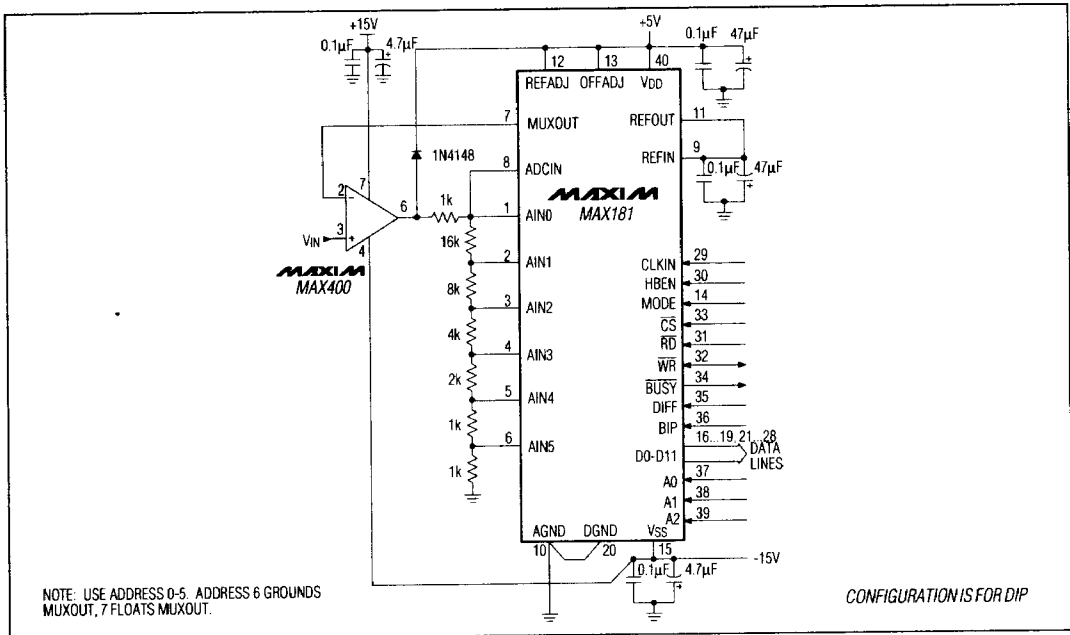 +15V
+5V
0.1µF
4.7µF
0.1µF
47µF
12
13
40
REFADJ
OFFADJ
VDD
7
MUXOUT
REFOUT
11
1N4148
REFIN
9
0.1µF
47µF
8
ADCIN
MAXIM
MAX181
2
−
7
6
1k
1
AIN0
VIN
3
+
4
16k
MAXIM
MAX400
2
AIN1
CLKIN
29
8k
HBEN
30
3
AIN2
MODE
14
CS
33
4k
RD
31
4
AIN3
WR
32
2k
BUSY
34
5
AIN4
DIFF
35
1k
BIP
36
6
AIN5
D0-D11
16...19, 21...28
DATA
LINES
1k
A0
37
A1
38
A2
39
AGND
DGND
VSS
10
20
15
-15V
0.1µF
4.7µF
NOTE: USE ADDRESS 0-5. ADDRESS 6 GROUNDS
MUXOUT, 7 FLOATS MUXOUT.
CONFIGURATION IS FOR DIP